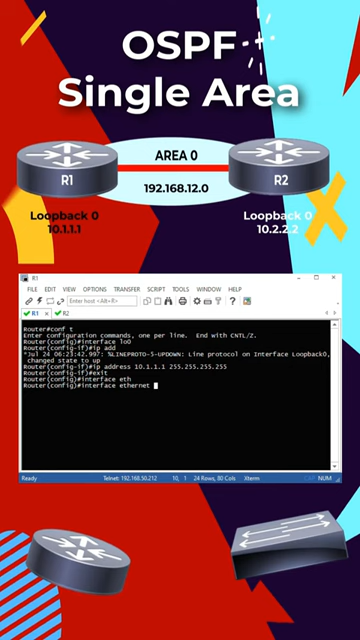 OSPF
Single Area
AREA 0
192.168.12.0
R1
R2
Loopback 0
10.1.1.1
Loopback 0
10.2.2.2
R1
FILE EDIT VIEW OPTIONS TRANSFER SCRIPT TOOLS WINDOW HELP
Enter host <Alt+R>
R1
R2
Router#conf t
Enter configuration commands, one per line. End with CNTL/Z.
Router(config)#interface lo0
Router(config-if)#ip add
*Jul 24 06:23:42.997: %LINEPROTO-5-UPDOWN: Line protocol on Interface Loopback0,
changed state to up
Router(config-if)#ip address 10.1.1.1 255.255.255.255
Router(config-if)#exit
Router(config)#interface eth
Router(config)#interface ethernet
Ready
Telnet: 192.168.50.212
10, 1
24 Rows, 80 Cols
Xterm
CAP NUM